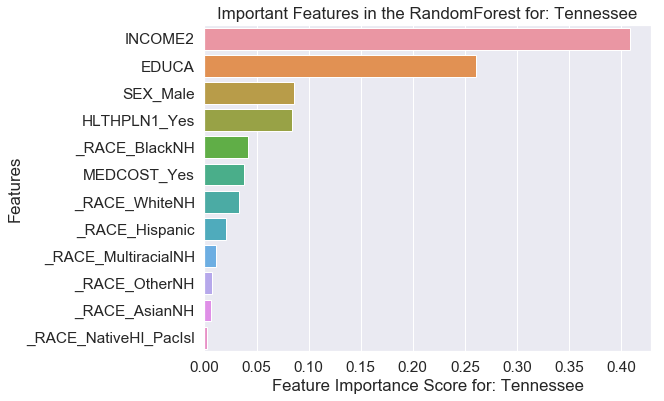 Important Features in the RandomForest for: Tennessee
INCOME2
EDUCA
SEX_Male
HLTHPLN1_Yes
_RACE_BlackNH
MEDCOST_Yes
_RACE_WhiteNH
_RACE_Hispanic
_RACE_MultiracialNH
_RACE_OtherNH
_RACE_AsianNH
_RACE_NativeHI_PacIsl
Features
0.00 0.05 0.10 0.15 0.20 0.25 0.30 0.35 0.40
Feature Importance Score for: Tennessee